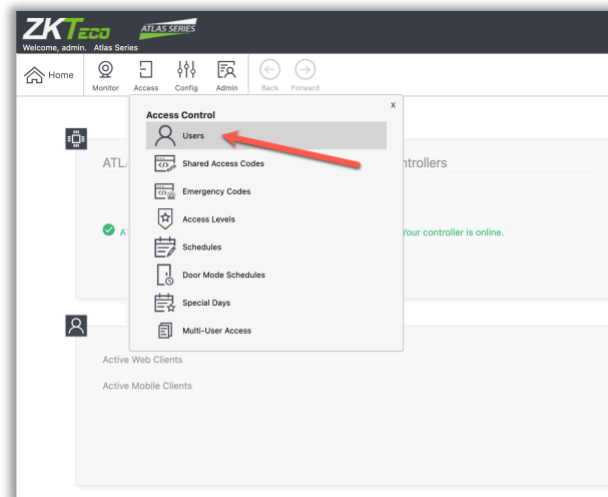 ZKTeco
ATLAS SERIES
Welcome, admin. Atlas Series
Home
Monitor Access Config Admin Back Forward
x
Access Control
Users
Shared Access Codes
Emergency Codes
Access Levels
Schedules
Door Mode Schedules
Special Days
Multi-User Access
ATL
ntrollers
A
Your controller is online.
Active Web Clients
Active Mobile Clients